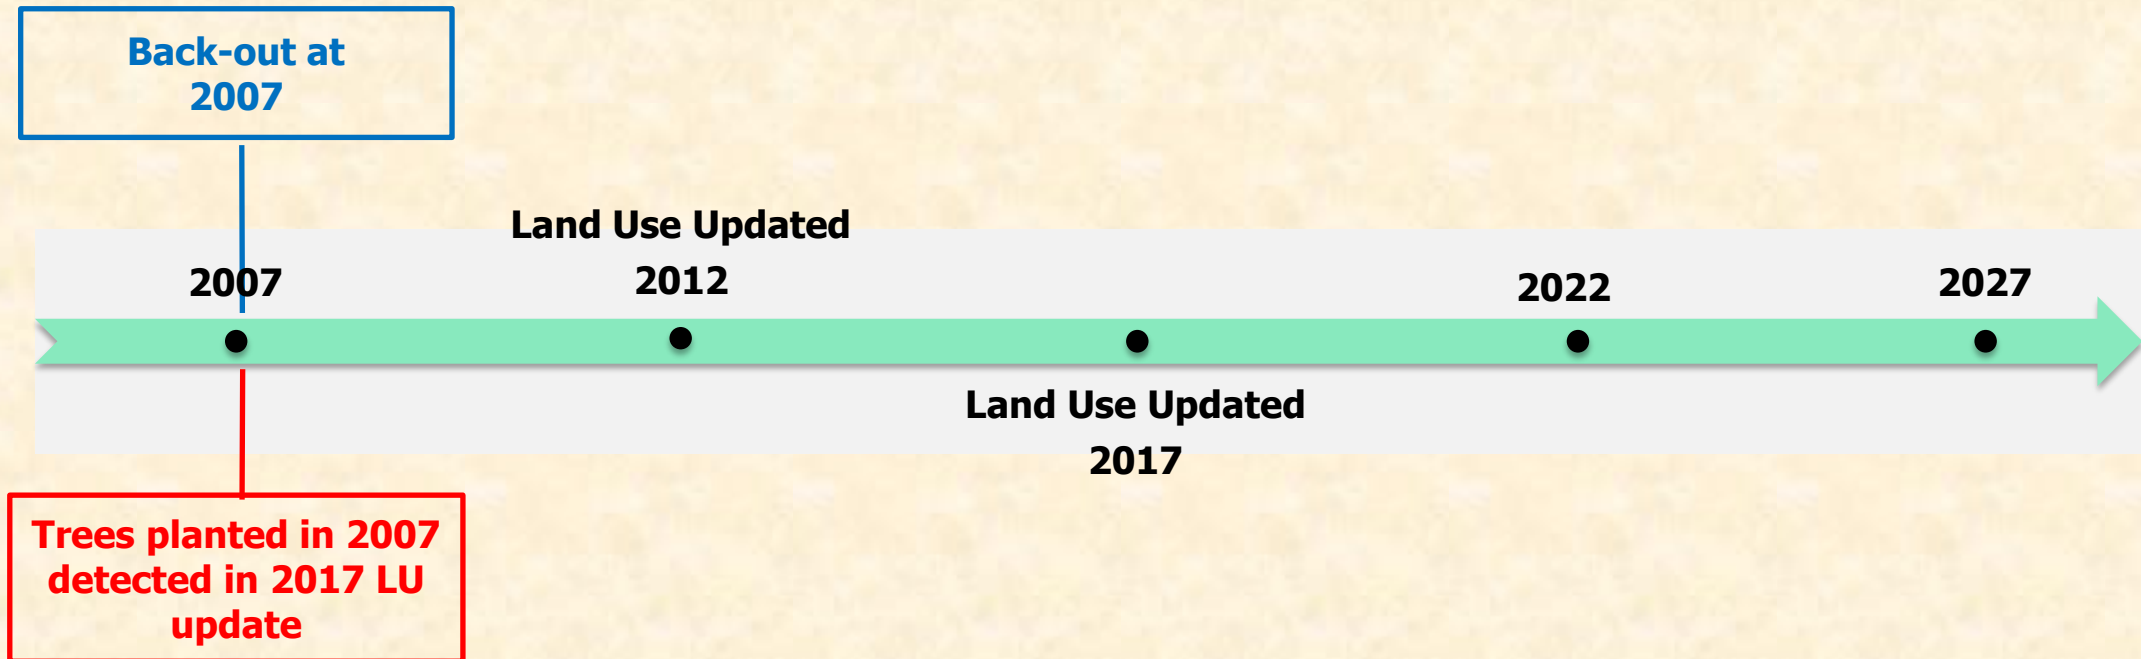 Back-out at
2007
Land Use Updated
2007
2012
2022
2027
Land Use Updated
2017
Trees planted in 2007
detected in 2017 LU
update